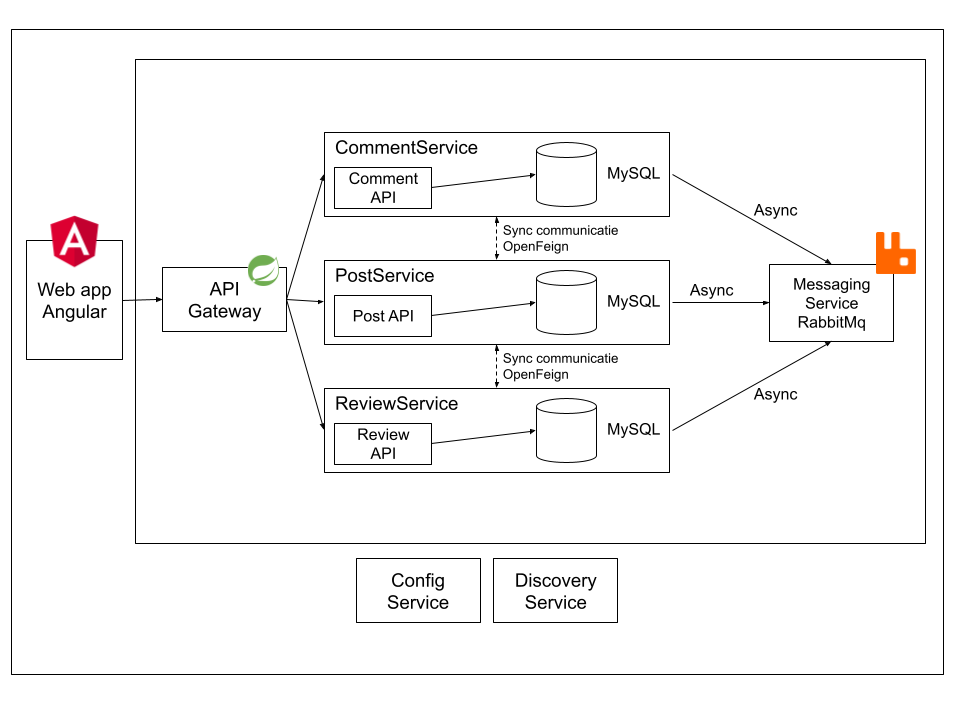 Web app
Angular
API
Gateway
CommentService
Comment
API
MySQL
Sync communicatie
OpenFeign
PostService
Post API
MySQL
Sync communicatie
OpenFeign
ReviewService
Review
API
MySQL
Async
Async
Async
Messaging
Service
RabbitMq
Config
Service
Discovery
Service